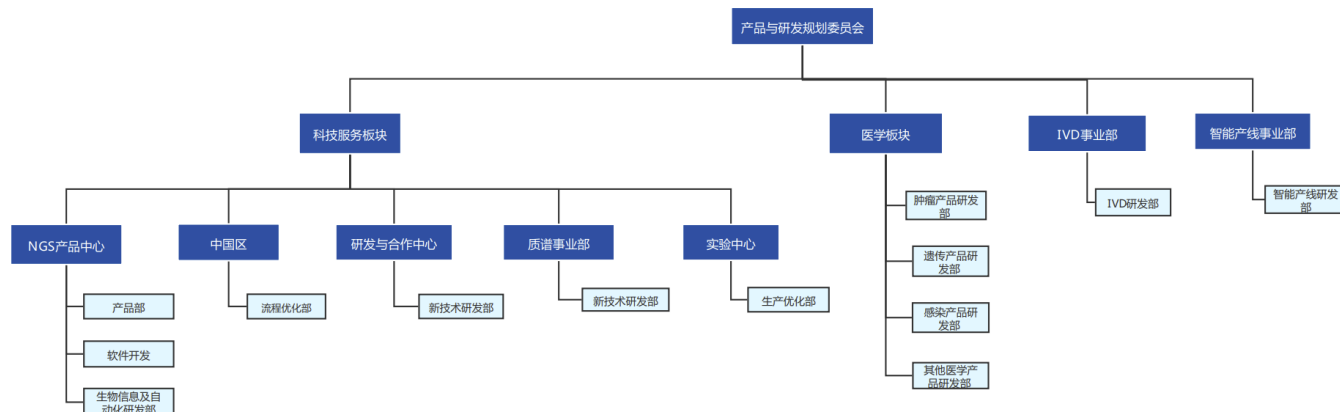 产品与研发规划委员会
科技服务板块
医学板块
IVD事业部
智能产线事业部
NGS产品中心
中国区
研发与合作中心
质谱事业部
实验中心
产品部
软件开发
生物信息及自
动化研发部
流程优化部
新技术研发部
新技术研发部
生产优化部
肿瘤产品研发
部
遗传产品研
发部
感染产品研
发部
其他医学产
品研发部
IVD研发部
智能产线研发
部